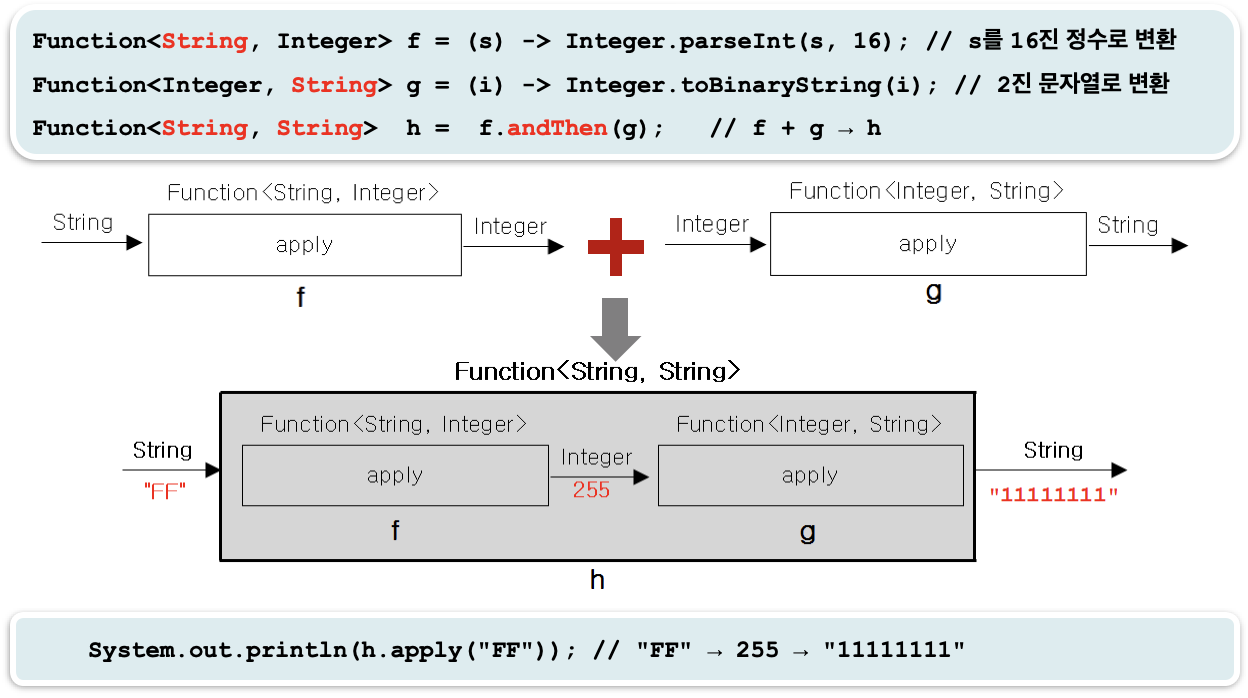 Function<String, Integer> f = (s) -> Integer.parseInt(s, 16); // s를 16진 정수로 변환
Function<Integer, String> g = (i) -> Integer.toBinaryString(i); // 2진 문자열로 변환
Function<String, String> h = f.andThen(g); // f + g → h
Function<String, Integer>
Function<Integer, String>
String
apply
Integer
Integer
apply
String
f
g
Function<String, String>
Function<String, Integer>
Function<Integer, String>
String
"FF"
apply
Integer
255
apply
String
"11111111"
f
g
h
System.out.println(h.apply("FF")); // "FF" → 255 → "11111111"